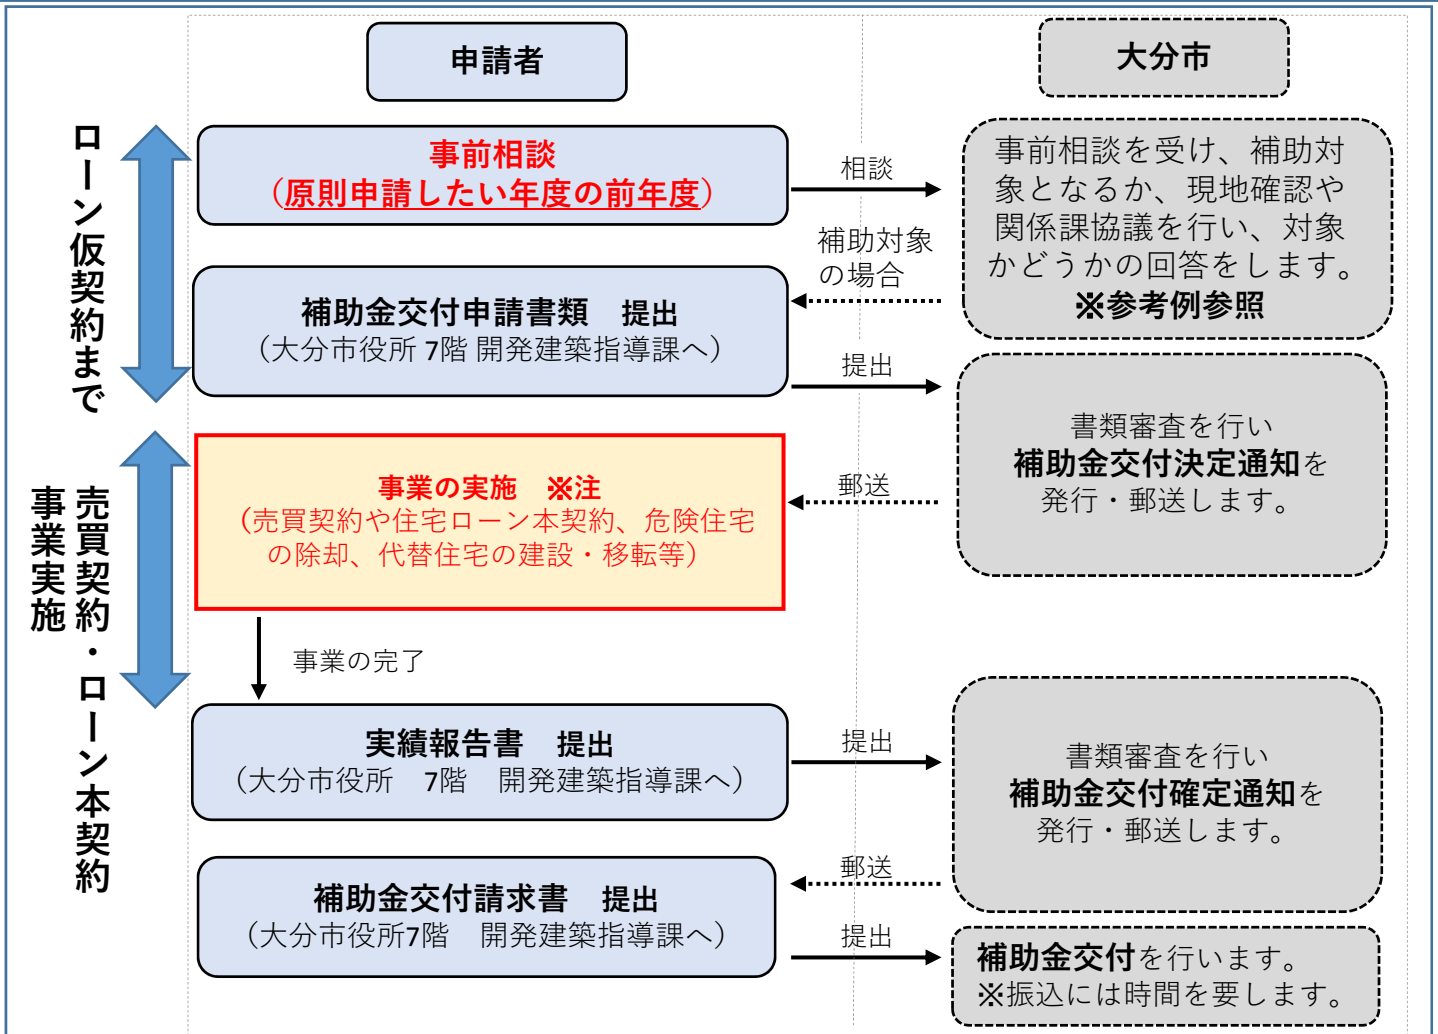 申請者
大分市
ローン仮契約まで
事前相談
（原則申請したい年度の前年度）
相談
事前相談を受け、補助対
象となるか、現地確認や
関係課協議を行い、対象
かどうかの回答をします。
※参考例参照
補助対象
の場合
補助金交付申請書類　提出
（大分市役所 7階 開発建築指導課へ）
提出
書類審査を行い
補助金交付決定通知を
発行・郵送します。
郵送
売買契約・ローン本契約
事業実施
事業の実施　※注
（売買契約や住宅ローン本契約、危険住宅
の除却、代替住宅の建設・移転等）
事業の完了
実績報告書　提出
（大分市役所　7階　開発建築指導課へ）
提出
書類審査を行い
補助金交付確定通知を
発行・郵送します。
郵送
補助金交付請求書　提出
（大分市役所7階　開発建築指導課へ）
提出
補助金交付を行います。
※振込には時間を要します。